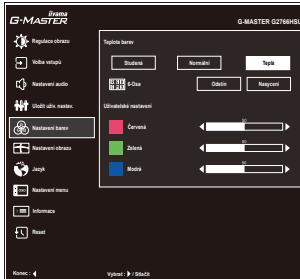 iiyama
G-MASTER
G-MASTER G2766HSU
Regulace obrazu
Volba vstupů
Nastavení audio
Uložit uživ. nastav.
Nastavení barev
Nastavení obrazu
Jazyk
Nastavení menu
Informace
Reset
Teplota barev
Studená
Normální
Teplá
6-Osa
Odstín
Nasycení
Uživatelské nastavení
Červená
50
Zelená
50
Modrá
50
Konec :
Vybrat : / Stlačit